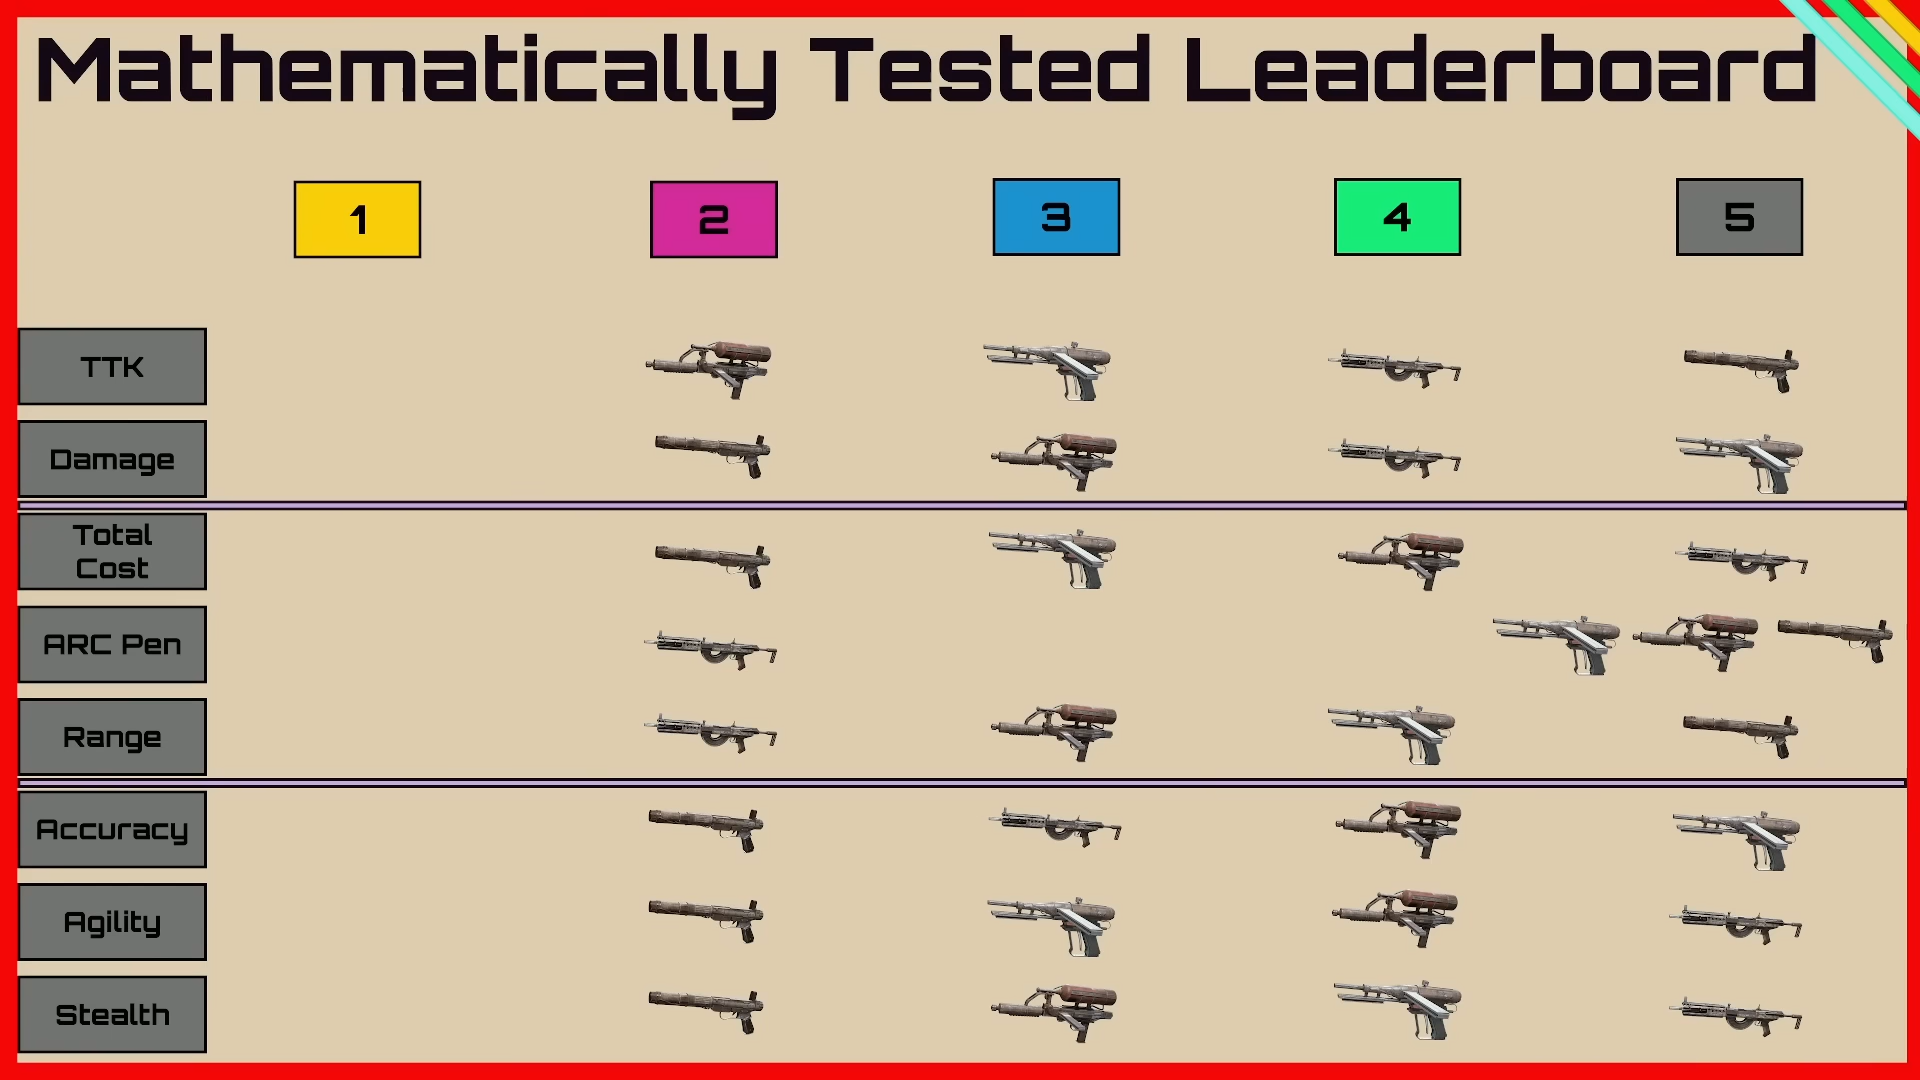 Mathematically Tested Leaderboard
1
2
3
4
5
TTK
Damage
Total
Cost
ARC Pen
Range
Accuracy
Agility
Stealth